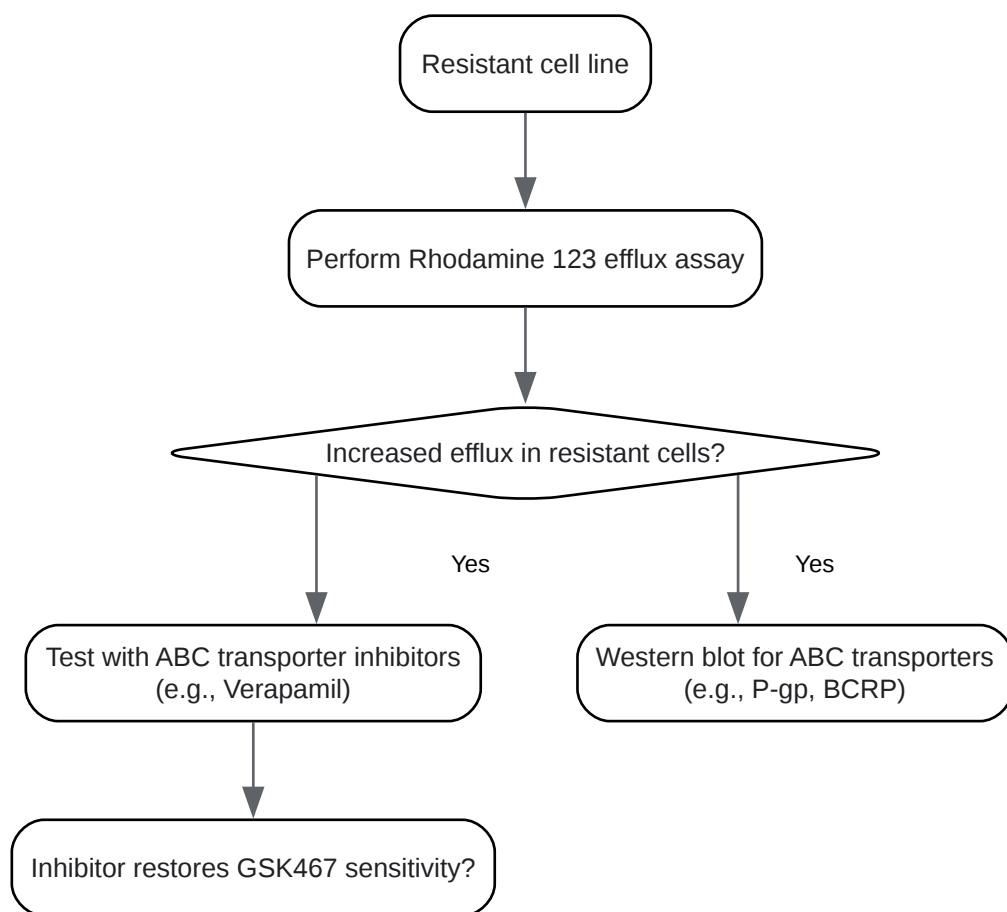 Resistant cell line
Perform Rhodamine 123 efflux assay
Increased efflux in resistant cells?
Yes
Yes
Test with ABC transporter inhibitors
(e.g., Verapamil)
Western blot for ABC transporters
(e.g., P-gp, BCRP)
Inhibitor restores GSK467 sensitivity?